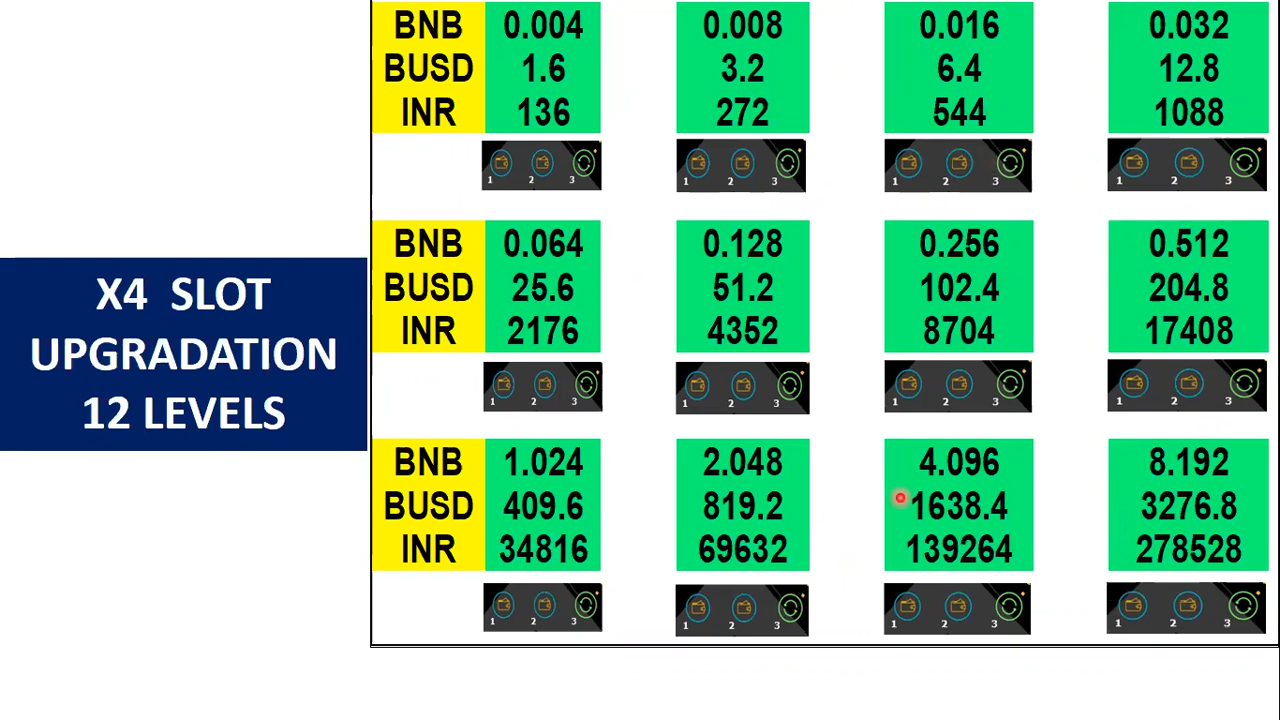 X4 SLOT
UPGRADATION
12 LEVELS
BNB 0.004 0.008 0.016 0.032
BUSD 1.6 3.2 6.4 12.8
INR 136 272 544 1088
1 2 3 1 2 3 1 2 3 1 2 3
BNB 0.064 0.128 0.256 0.512
BUSD 25.6 51.2 102.4 204.8
INR 2176 4352 8704 17408
1 2 3 1 2 3 1 2 3 1 2 3
BNB 1.024 2.048 4.096 8.192
BUSD 409.6 819.2 1638.4 3276.8
INR 34816 69632 139264 278528
1 2 3 1 2 3 1 2 3 1 2 3